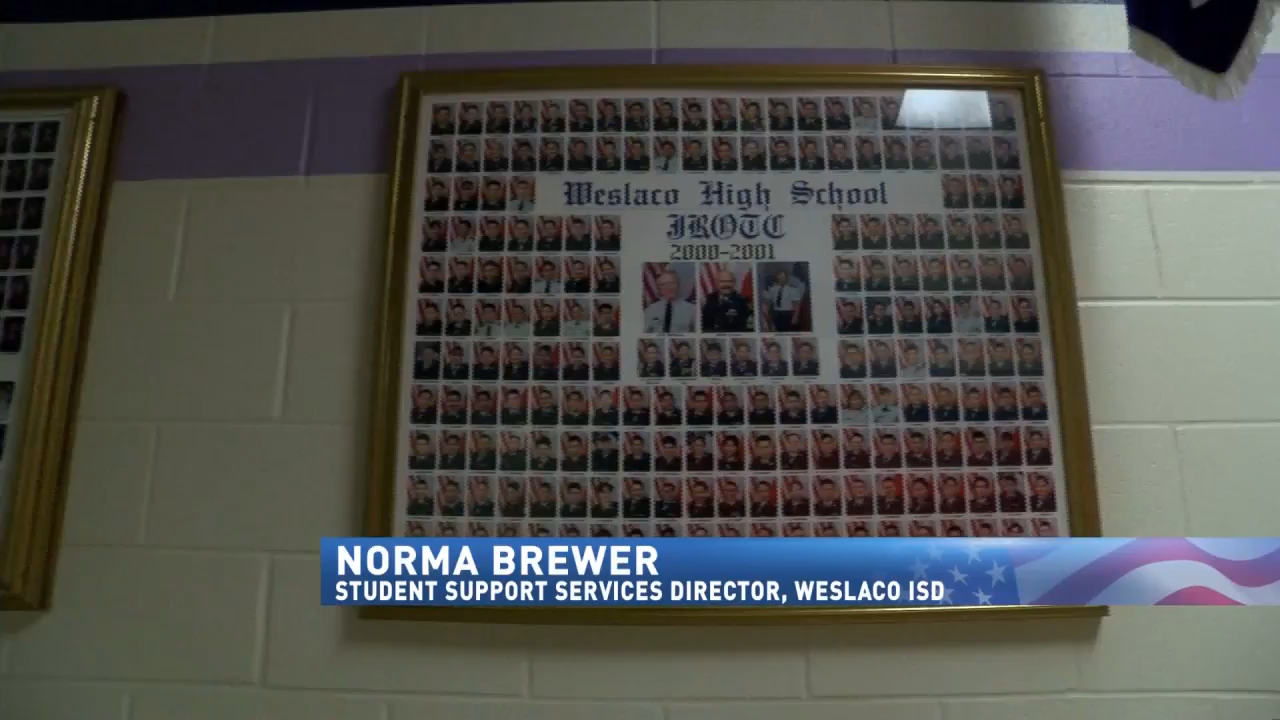 Weslaco High School
JROTC
2000-2001
NORMA BREWER
STUDENT SUPPORT SERVICES DIRECTOR, WESLACO ISD